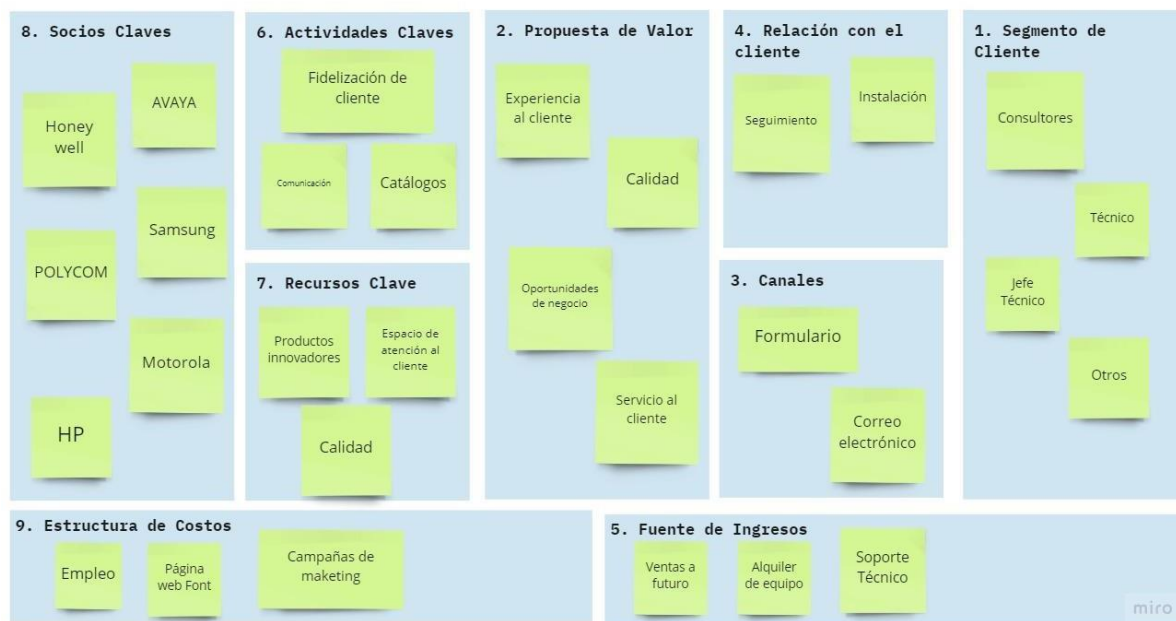 8. Socios Claves
Honey
well
AVAYA
Samsung
POLYCOM
Motorola
HP
6. Actividades Claves
Fidelización de
cliente
Comunicación
Catálogos
7. Recursos Clave
Productos
innovadores
Espacio de
atención al
cliente
Calidad
2. Propuesta de Valor
Experiencia
al cliente
Calidad
Oportunidades
de negocio
Servicio al
cliente
4. Relación con el
cliente
Seguimiento
Instalación
3. Canales
Formulario
Correo
electrónico
1. Segmento de
Cliente
Consultores
Técnico
Jefe
Técnico
Otros
9. Estructura de Costos
Empleo
Página
web Font
Campañas de
maketing
5. Fuente de Ingresos
Ventas a
futuro
Alquiler
de equipo
Soporte
Técnico
miro